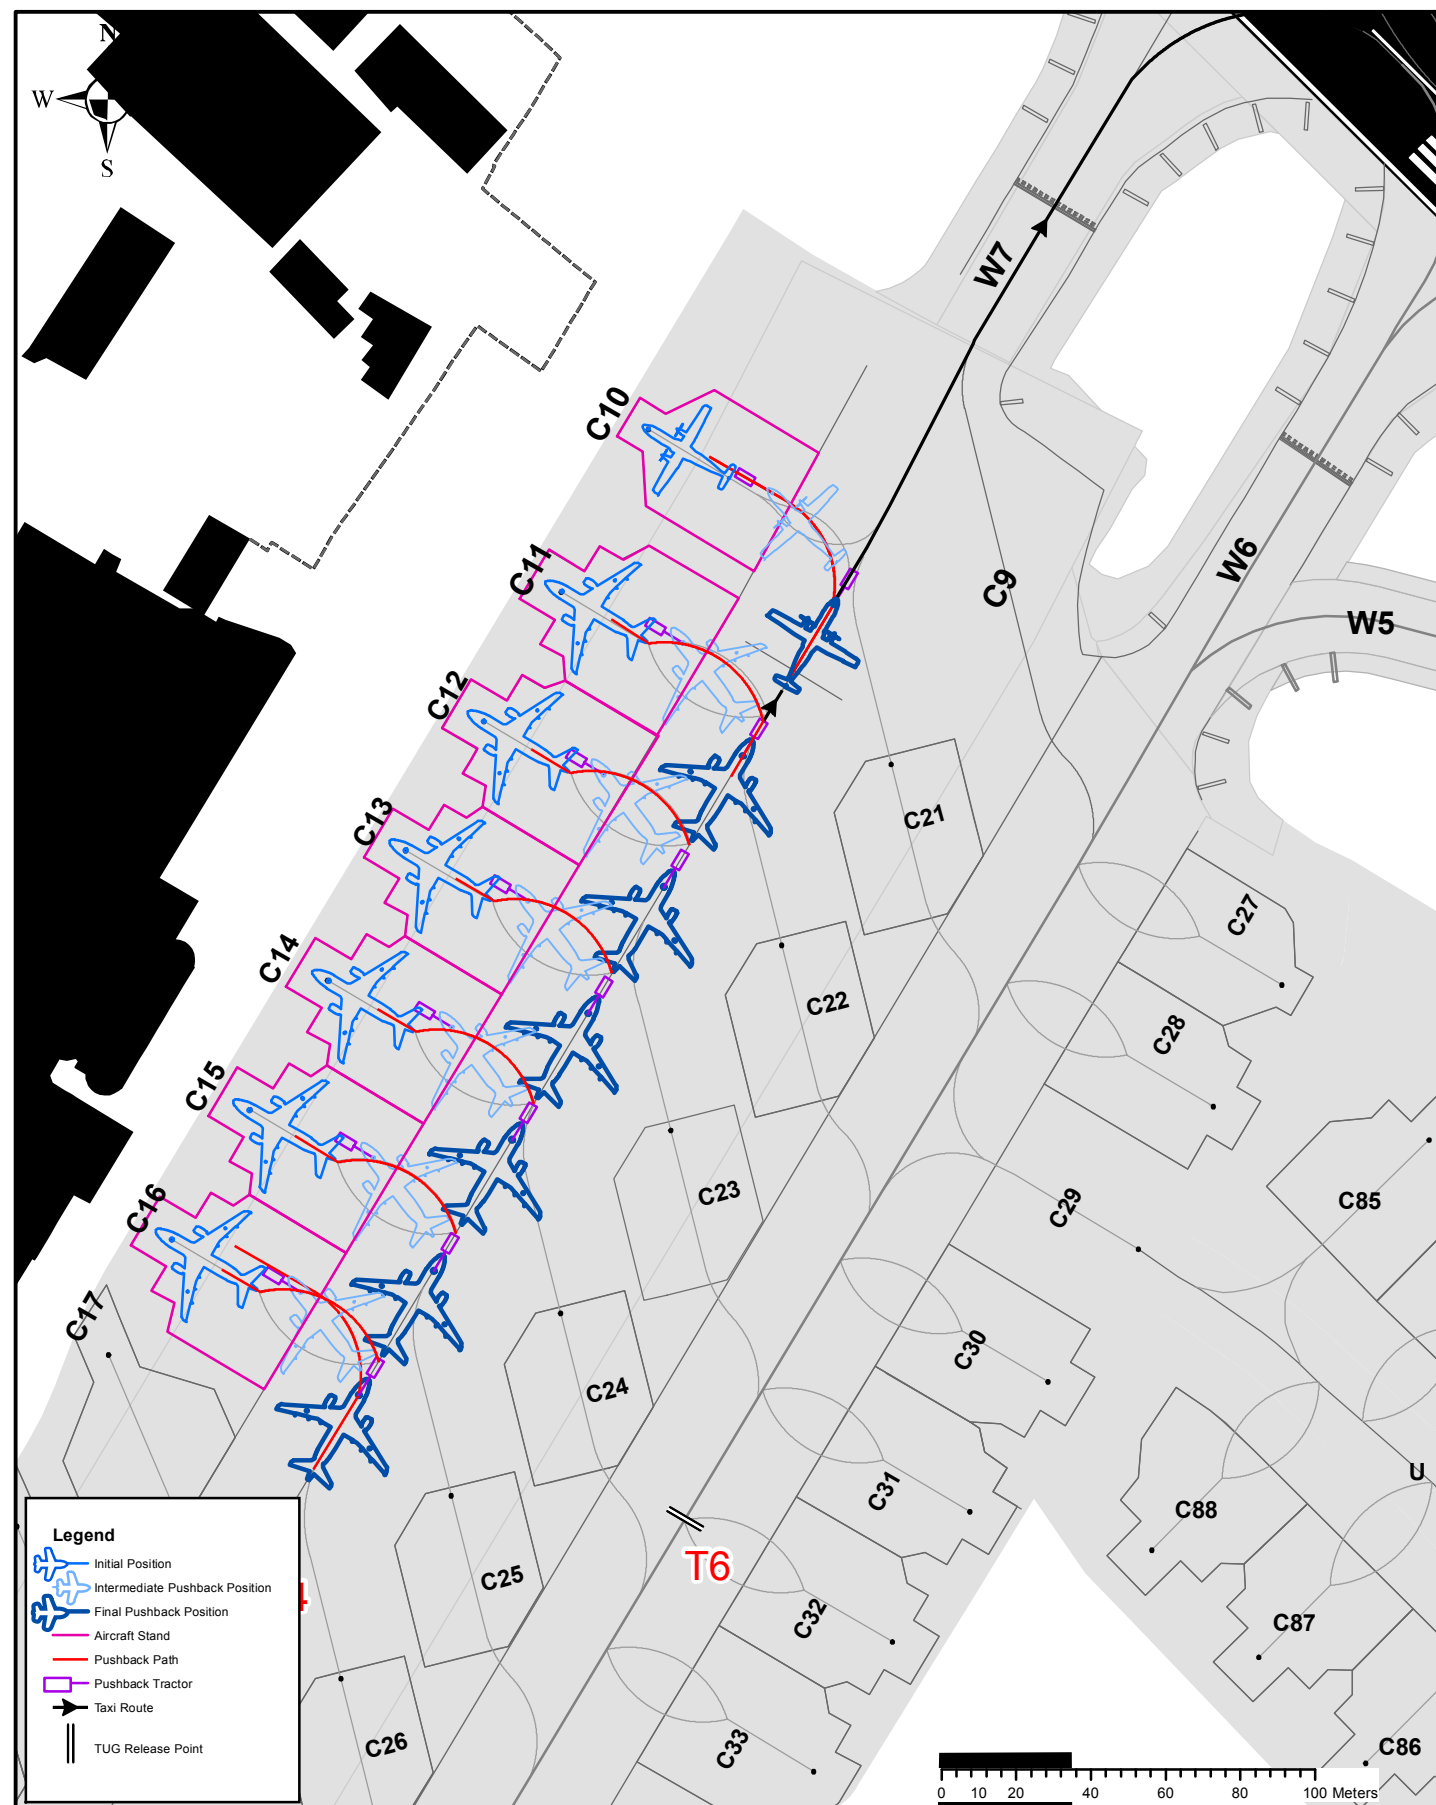 N
W
S
W7
C10
C11
C9
W6
W5
C12
C13
C21
C14
C27
C22
C28
C15
C16
C23
C29
C85
C17
C30
C24
C31
U
C88
T6
C25
C32
C87
C33
C26
C86
4
Legend
Initial Position
Intermediate Pushback Position
Final Pushback Position
Aircraft Stand
Pushback Path
Pushback Tractor
Taxi Route
TUG Release Point
0 10 20 40 60 80 100 Meters